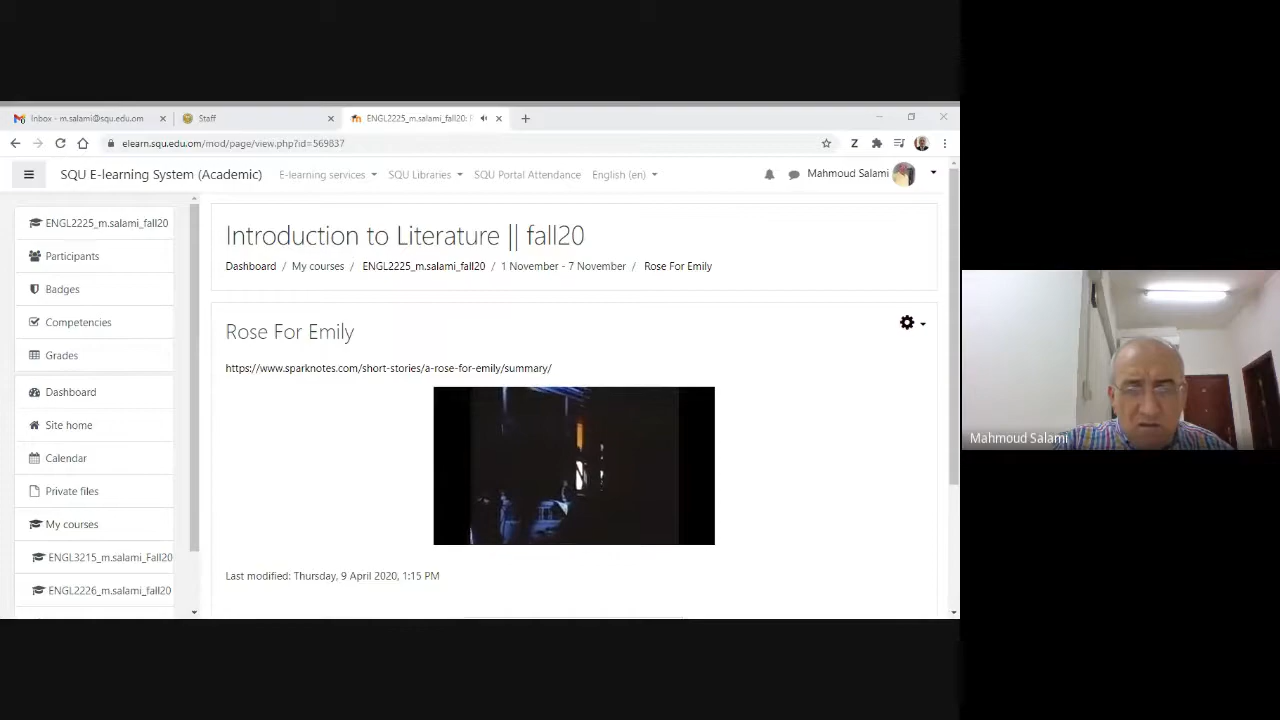 Inbox - m.salami@squ.edu.om
Staff
ENGL2225_m.salami_fall20:
elearn.squ.edu.om/mod/page/view.php?id=569837
SQU E-learning System (Academic)
E-learning services
SQU Libraries
SQU Portal Attendance
English (en)
Mahmoud Salami
ENGL2225_m.salami_fall20
Participants
Badges
Competencies
Grades
Dashboard
Site home
Calendar
Private files
My courses
ENGL3215_m.salami_Fall20
ENGL2226_m.salami_fall20
Introduction to Literature || fall20
Dashboard / My courses / ENGL2225_m.salami_fall20 / 1 November - 7 November / Rose For Emily
Rose For Emily
https://www.sparknotes.com/short-stories/a-rose-for-emily/summary/
Last modified: Thursday, 9 April 2020, 1:15 PM
Mahmoud Salami